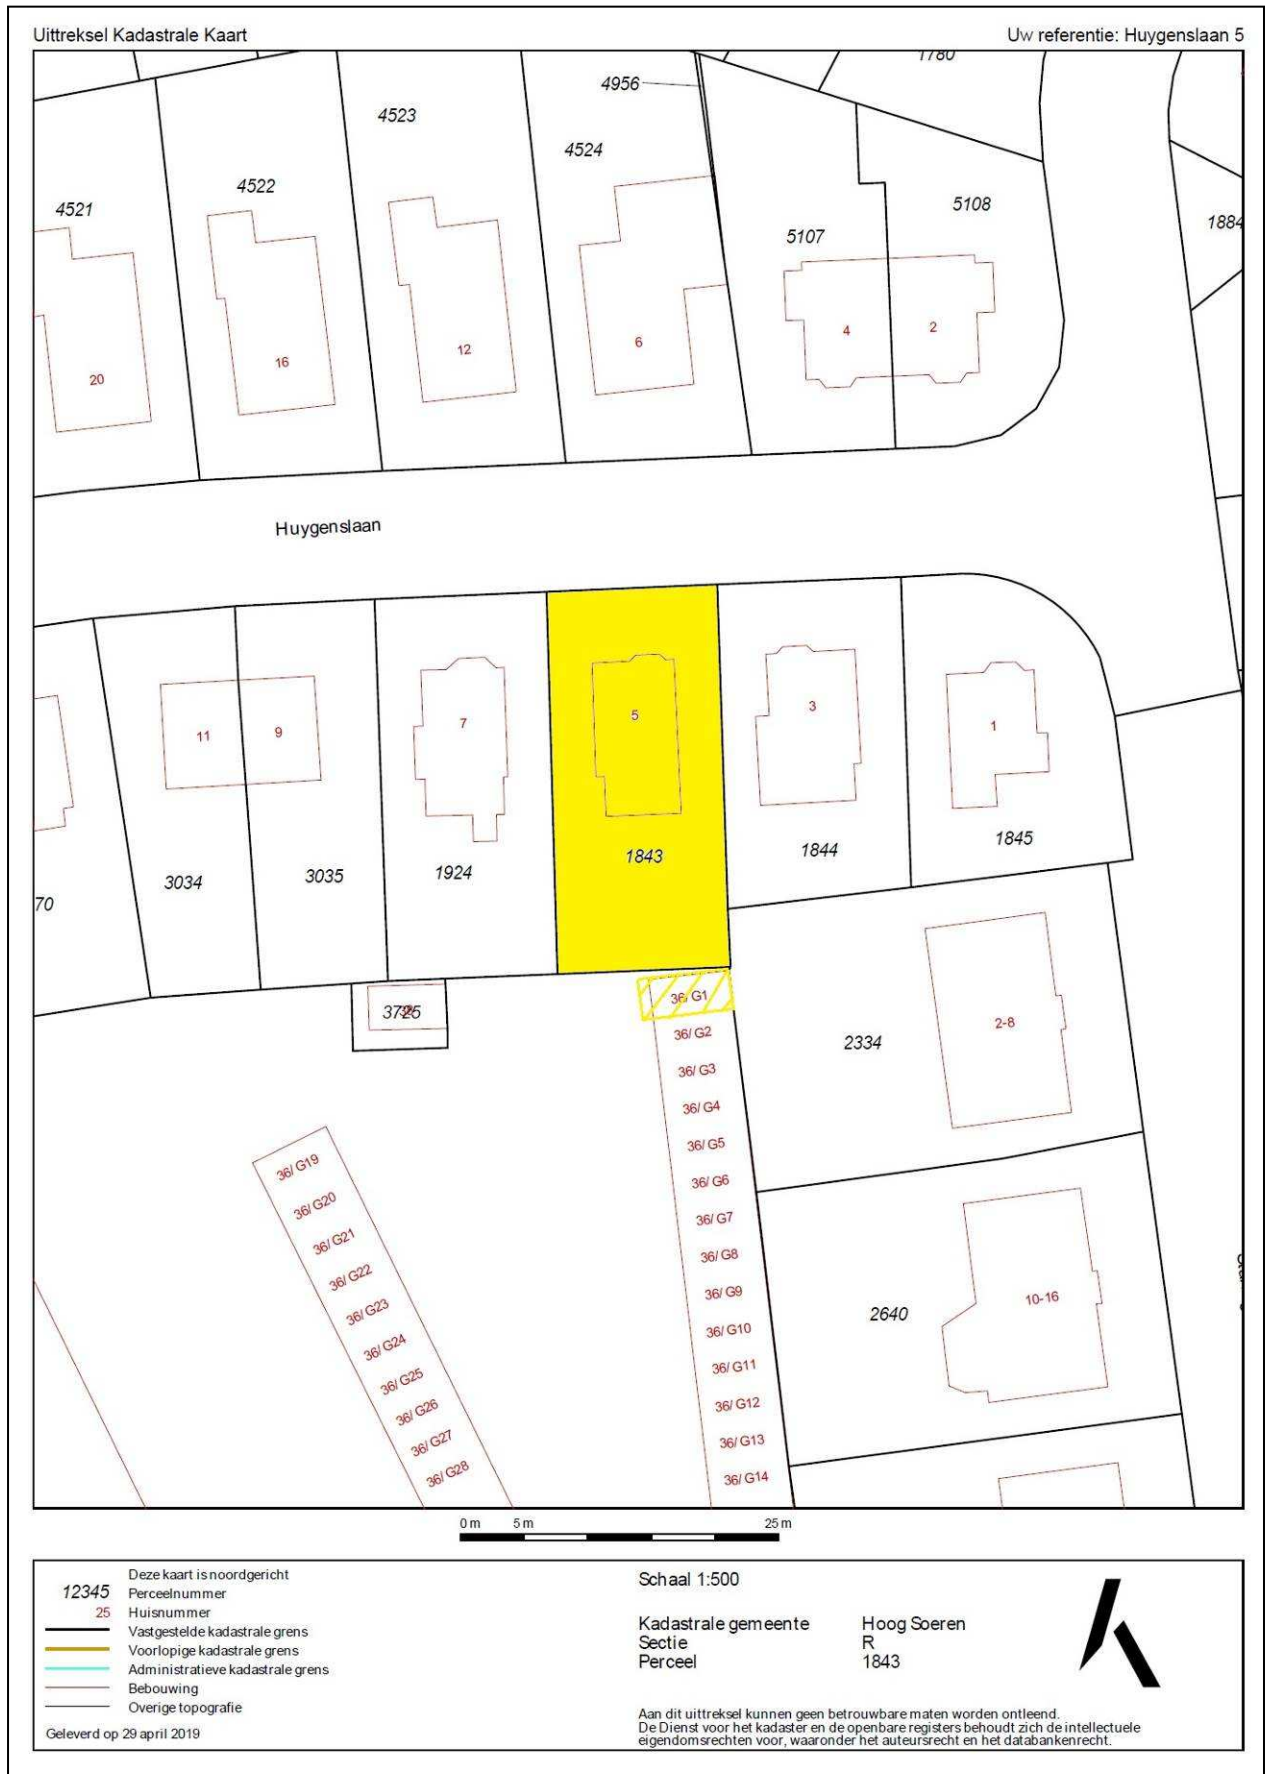 Uittreksel Kadastrale Kaart
Uw referentie: Huygenslaan 5
1780
4956
4523
4524
4522
4521
5108
5107
1884
20
16
12
6
4
2
Huygenslaan
11
9
7
5
3
1
3034
3035
1924
1843
1844
1845
70
3725
36/ G1
36/ G2
36/ G3
36/ G4
36/ G5
36/ G6
36/ G7
36/ G8
36/ G9
36/ G10
36/ G11
36/ G12
36/ G13
36/ G14
2334
2-8
36/ G19
36/ G20
36/ G21
36/ G22
36/ G23
36/ G24
36/ G25
36/ G26
36/ G27
36/ G28
2640
10-16
0 m 5 m 25 m
Deze kaart is noordgericht
12345 Perceelnummer
25 Huisnummer
Vastgestelde kadastrale grens
Voorlopige kadastrale grens
Administratieve kadastrale grens
Bebouwing
Overige topografie
Geleverd op 29 april 2019
Schaal 1:500
Kadastrale gemeente Hoog Soeren
Sectie R
Perceel 1843
Aan dit uittreksel kunnen geen betrouwbare maten worden ontleend.
De Dienst voor het kadaster en de openbare registers behoudt zich de intellectuele
eigendomsrechten voor, waaronder het auteursrecht en het databankenrecht.